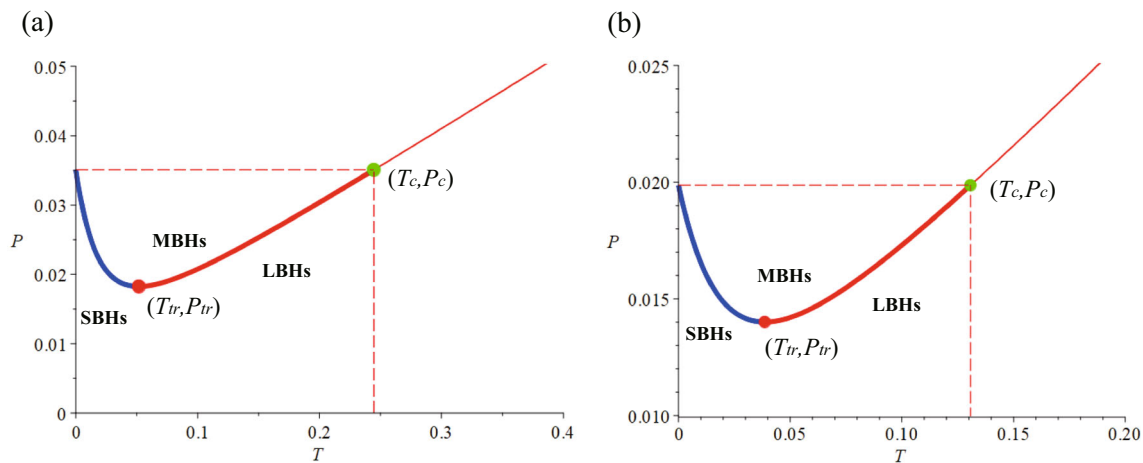 (a)
0.05
0.04
0.03
P
0.02
0.01
0
0
0.1
0.2
0.3
0.4
T
MBHs
LBHs
SBHs
(Tc,Pc)
(Ttr,Ptr)
(b)
0.025
0.020
P
0.015
0.010
0
0.05
0.10
0.15
0.20
T
MBHs
LBHs
SBHs
(Tc,Pc)
(Ttr,Ptr)